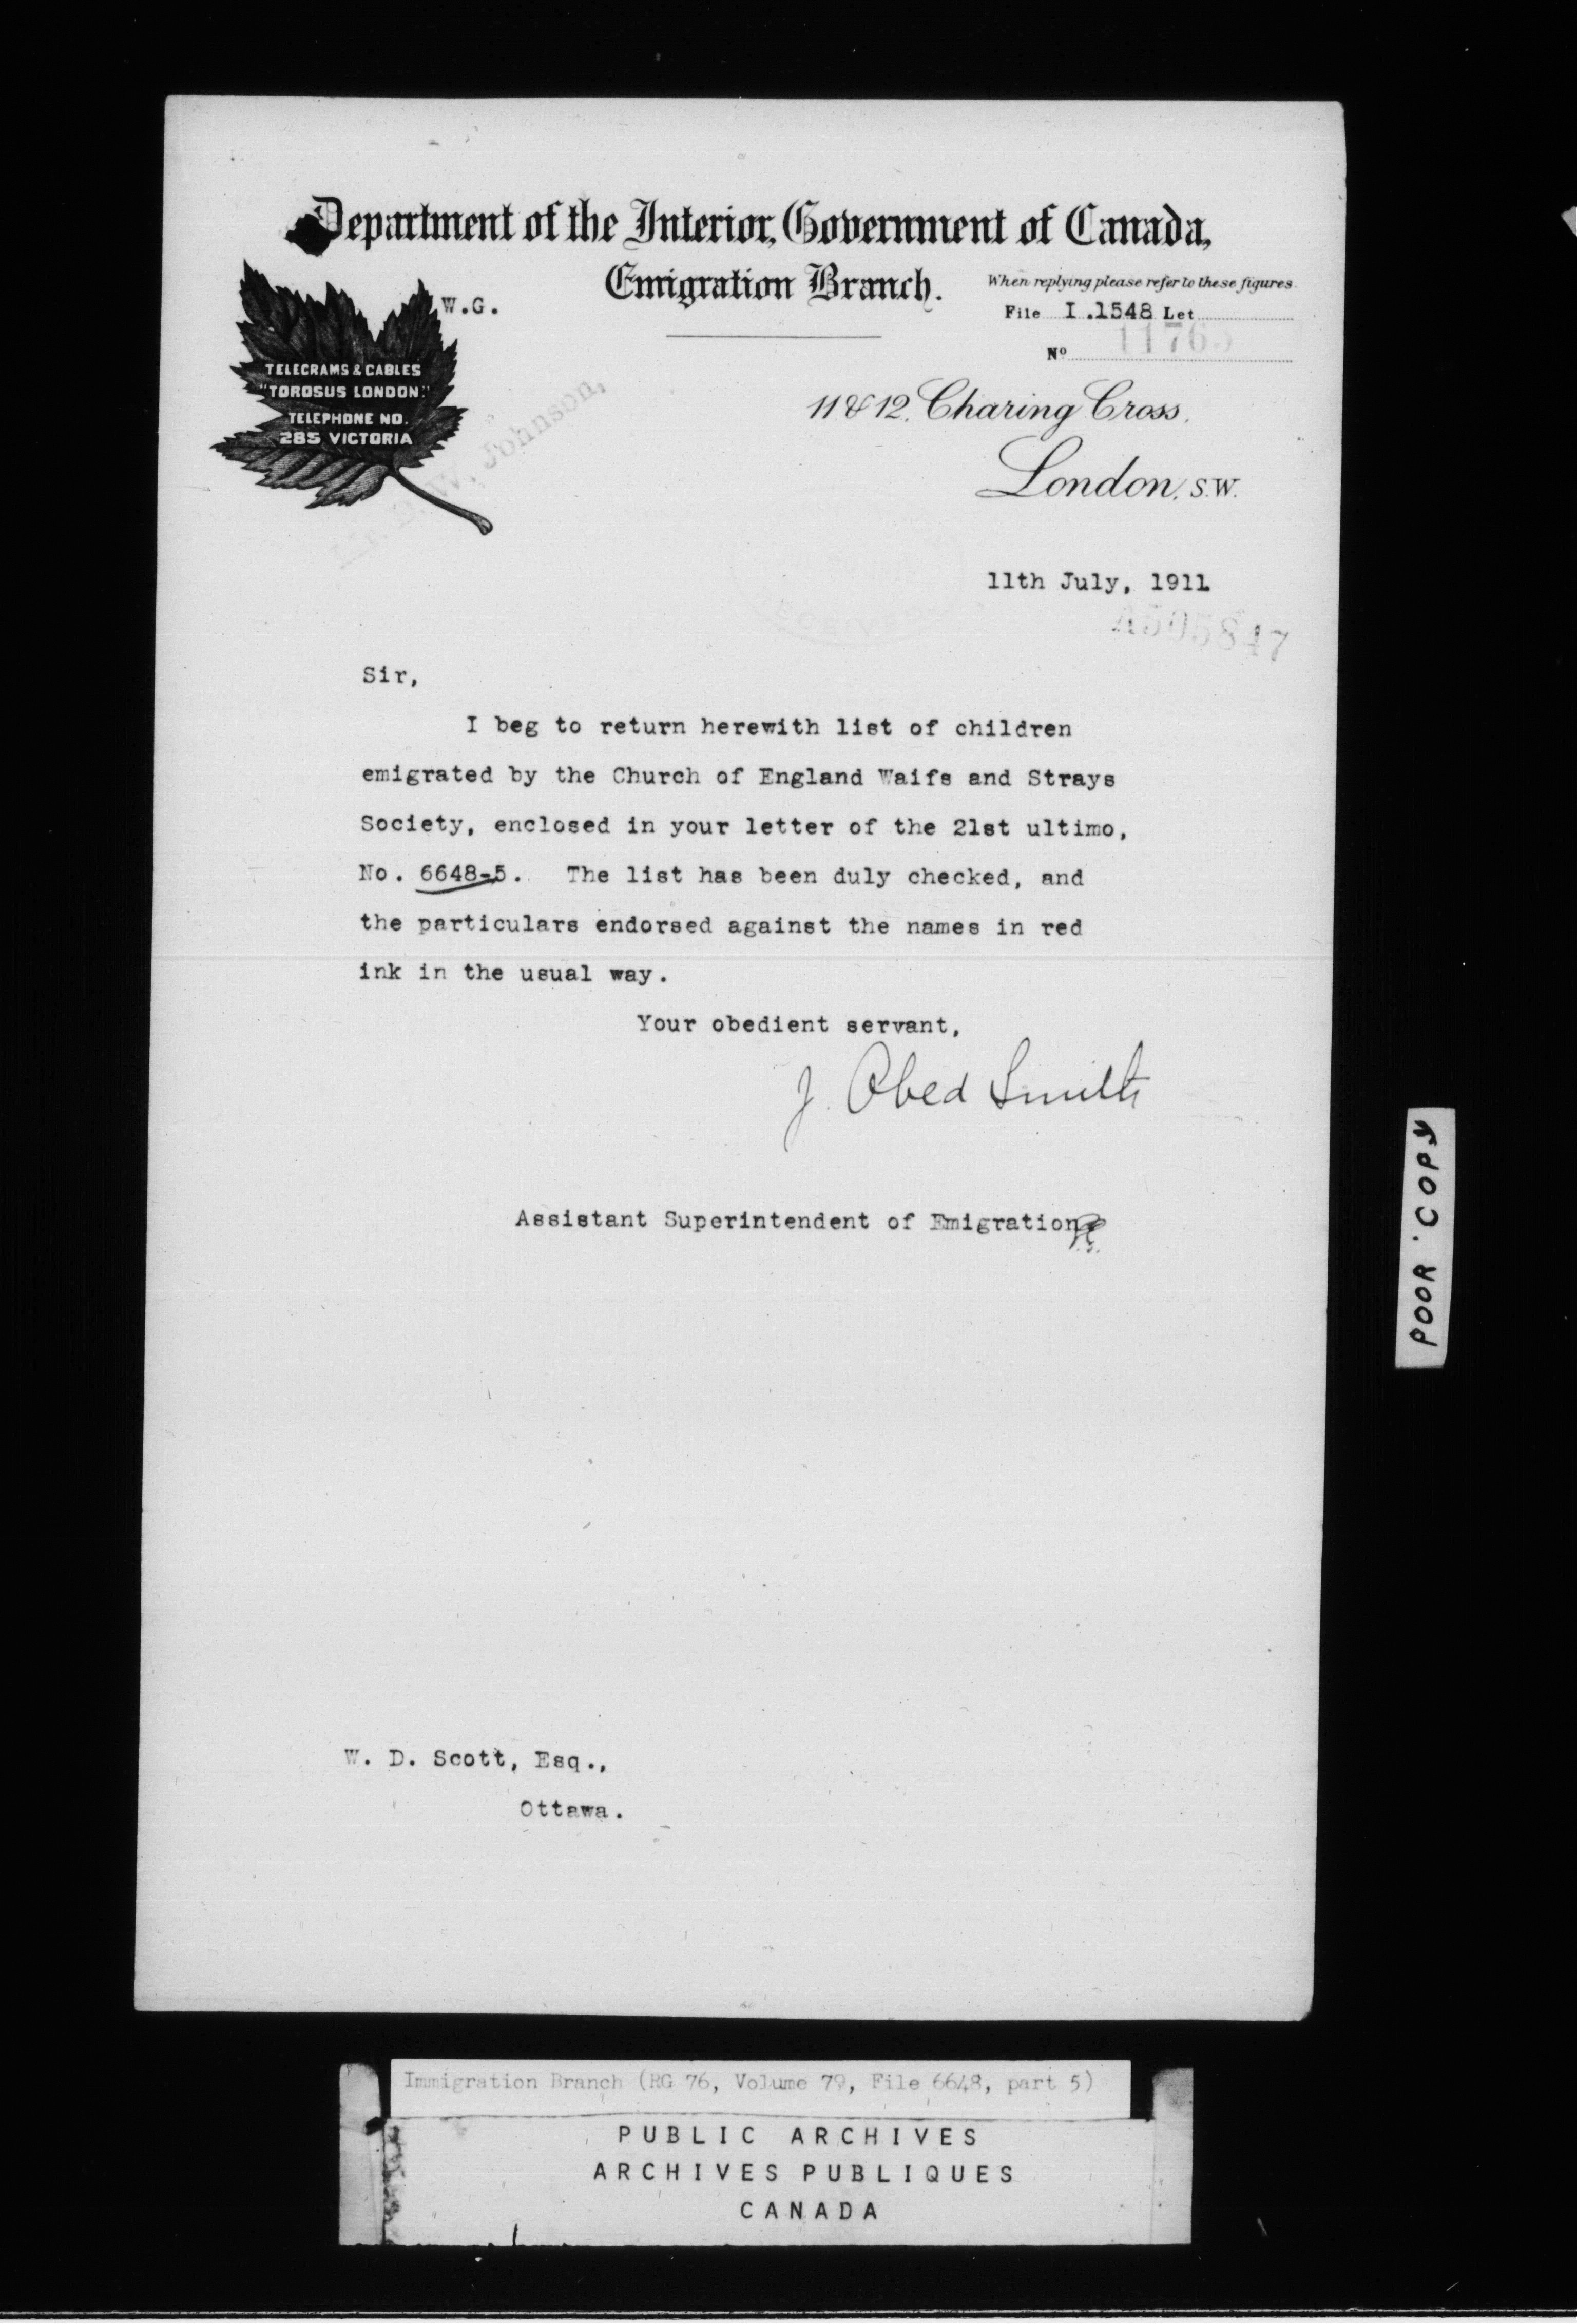 Department of the Interior, Government of Canada,
Emigration Branch.
When replying please refer to these figures.
W.G.
File I.1548 Let
No 1176
TELEGRAMS & CABLES
"TOROSUS LONDON."
TELEPHONE NO.
285 VICTORIA
11 & 12, Charing Cross,
London, S.W.
W. Johnson,
11th July, 1911
RECEIVED
A505847
Sir,
I beg to return herewith list of children
emigrated by the Church of England Waifs and Strays
Society, enclosed in your letter of the 21st ultimo,
No. 6648-5. The list has been duly checked, and
the particulars endorsed against the names in red
ink in the usual way.
Your obedient servant,
J. Obed Smith
Assistant Superintendent of Emigration
W. D. Scott, Esq.,
Ottawa.
POOR COPY
Immigration Branch (RG 76, Volume 79, File 6648, part 5)
PUBLIC ARCHIVES
ARCHIVES PUBLIQUES
CANADA